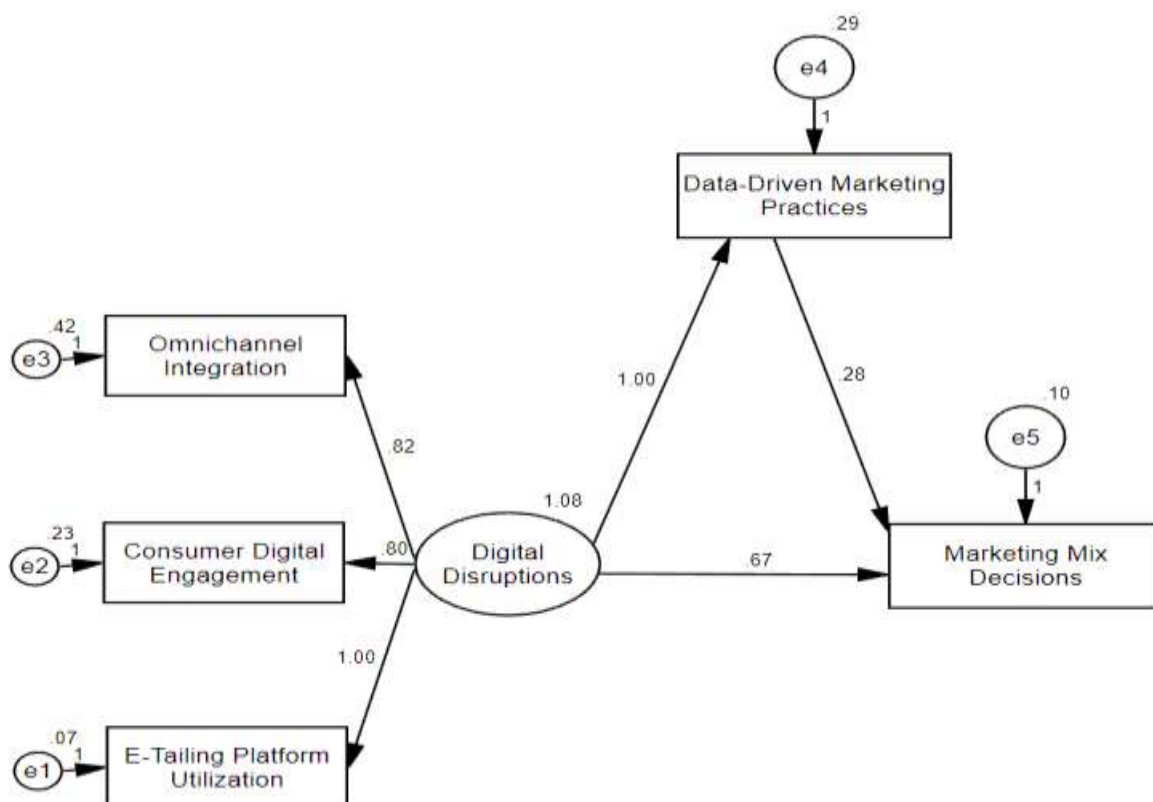 .29
e4
1
Data-Driven Marketing
Practices
.42
1
e3
Omnichannel
Integration
.82
1.00
.28
.10
e5
1
.23
1
e2
Consumer Digital
Engagement
.80
1.08
Digital
Disruptions
.67
Marketing Mix
Decisions
1.00
.07
1
e1
E-Tailing Platform
Utilization